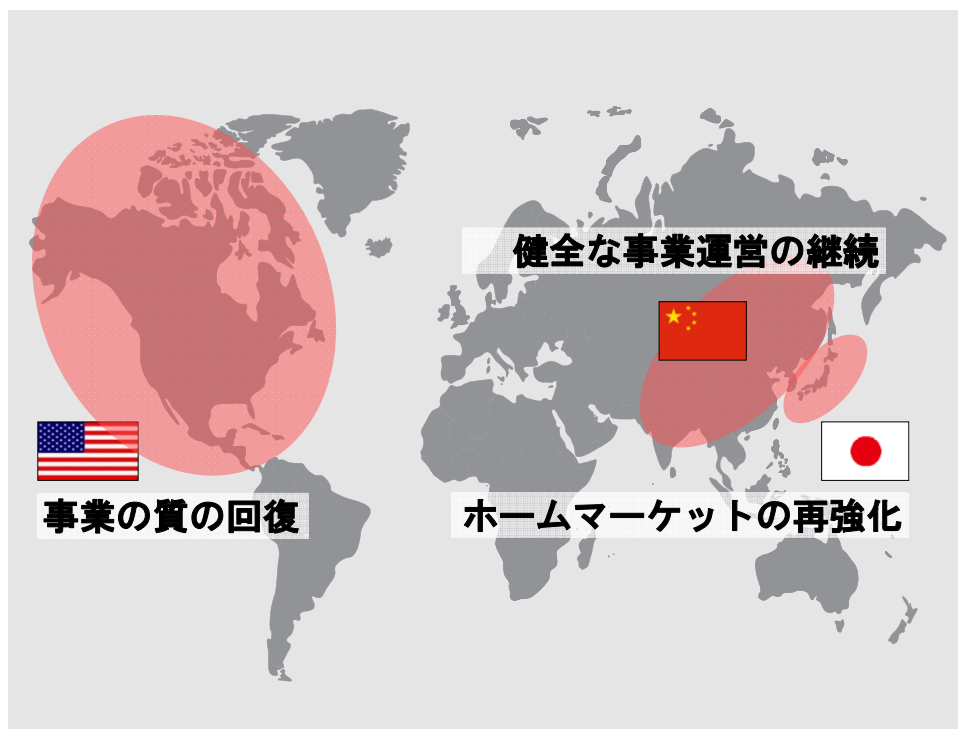 健全な事業運営の継続
事業の質の回復
ホームマーケットの再強化